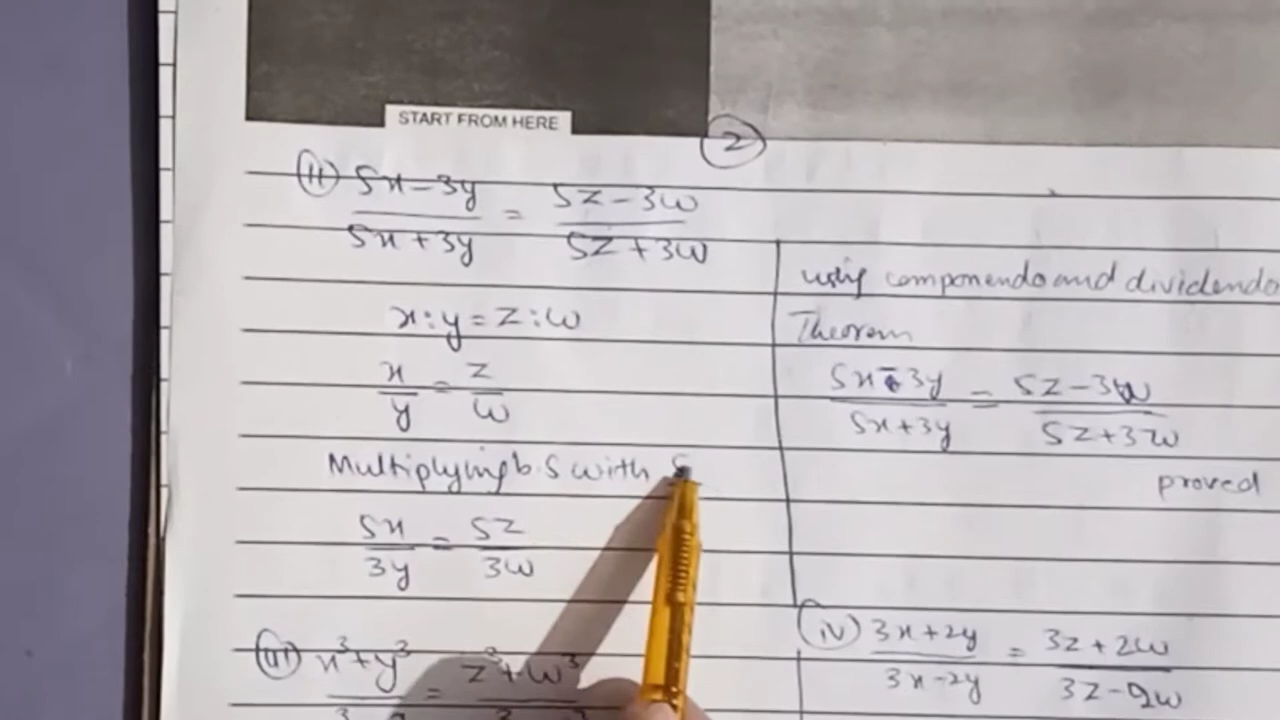 START FROM HERE
2
(ii) 5x-3y/5x+3y = 5z-3w/5z+3w
x:y=z:w
x/y = z/w
Multiplying b.S with
5x/3y = 5z/3w
using componendo and dividendo
Theorem
5x-3y/5x+3y = 5z-3w/5z+3w
proved
(iii) x³+y³ = z³+w³
(iv) 3x+2y/3x-2y = 3z+2w/3z-2w